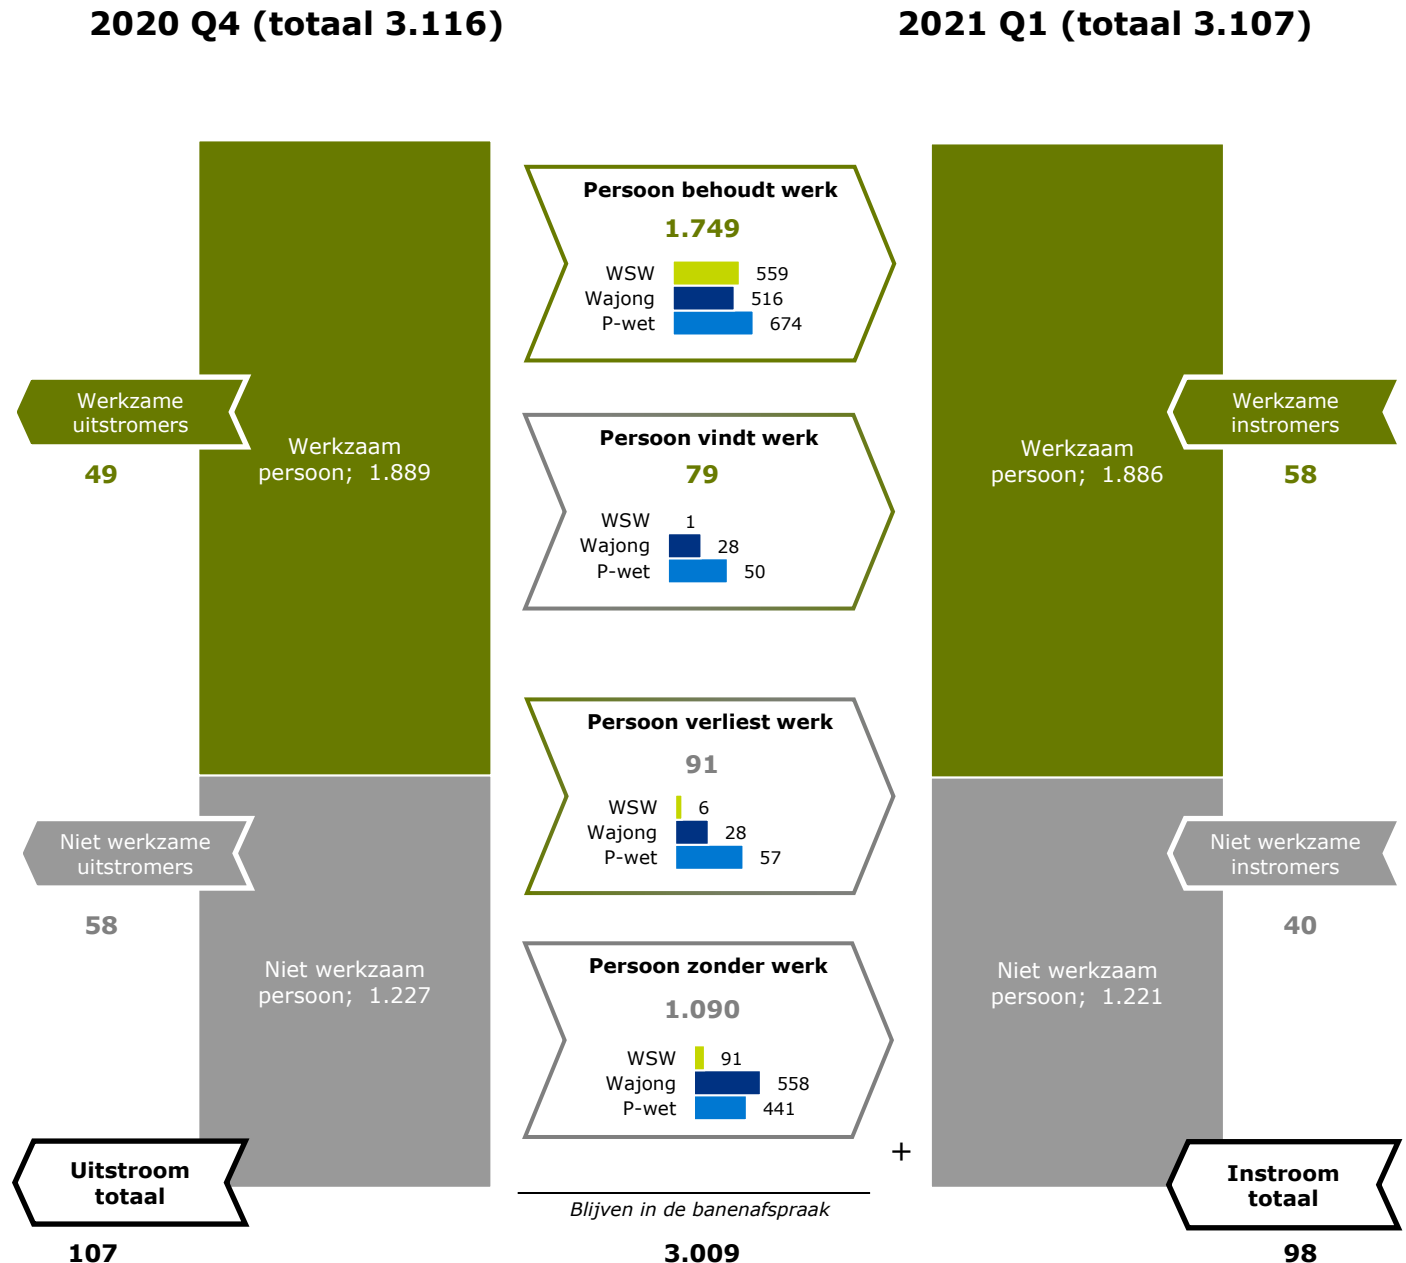 2020 Q4 (totaal 3.116)
2021 Q1 (totaal 3.107)
Persoon behoudt werk
1.749
WSW 559
Wajong 516
P-wet 674
Werkzame
uitstromers
49
Werkzaam
persoon; 1.889
Persoon vindt werk
79
WSW 1
Wajong 28
P-wet 50
Werkzaam
persoon; 1.886
Werkzame
instromers
58
Persoon verliest werk
91
WSW 6
Wajong 28
P-wet 57
Niet werkzame
uitstromers
58
Niet werkzaam
persoon; 1.227
Persoon zonder werk
1.090
WSW 91
Wajong 558
P-wet 441
Niet werkzaam
persoon; 1.221
Niet werkzame
instromers
40
+
Uitstroom
totaal
107
Blijven in de banenafspraak
3.009
Instroom
totaal
98